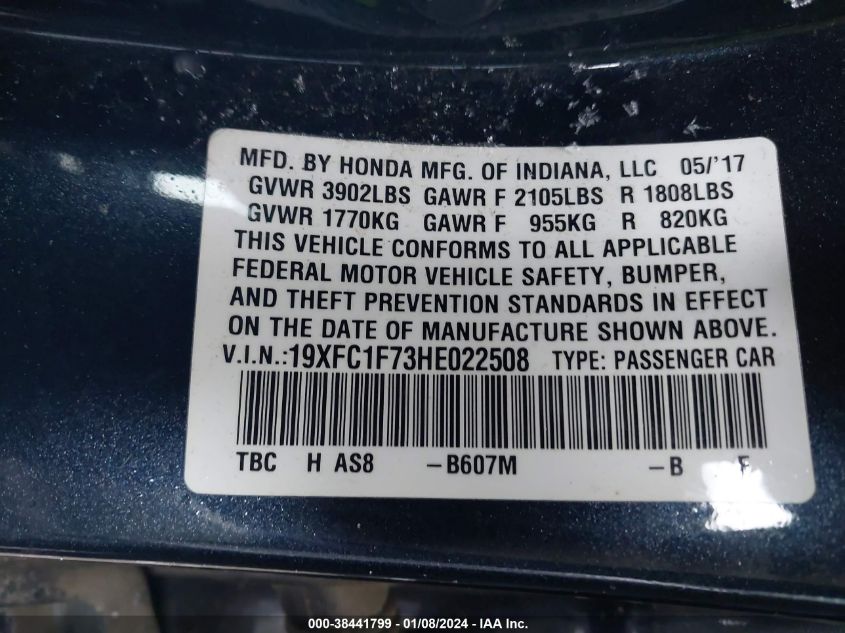 MFD. BY HONDA MFG. OF INDIANA, LLC 05/'17
GVWR 3902LBS GAWR F 2105LBS R 1808LBS
GVWR 1770KG GAWR F 955KG R 820KG
THIS VEHICLE CONFORMS TO ALL APPLICABLE
FEDERAL MOTOR VEHICLE SAFETY, BUMPER,
AND THEFT PREVENTION STANDARDS IN EFFECT
ON THE DATE OF MANUFACTURE SHOWN ABOVE.
V.I.N.:19XFC1F73HE022508 TYPE: PASSENGER CAR
TBC H AS8 -B607M -B F
000-38441799 - 01/08/2024 - IAA Inc.